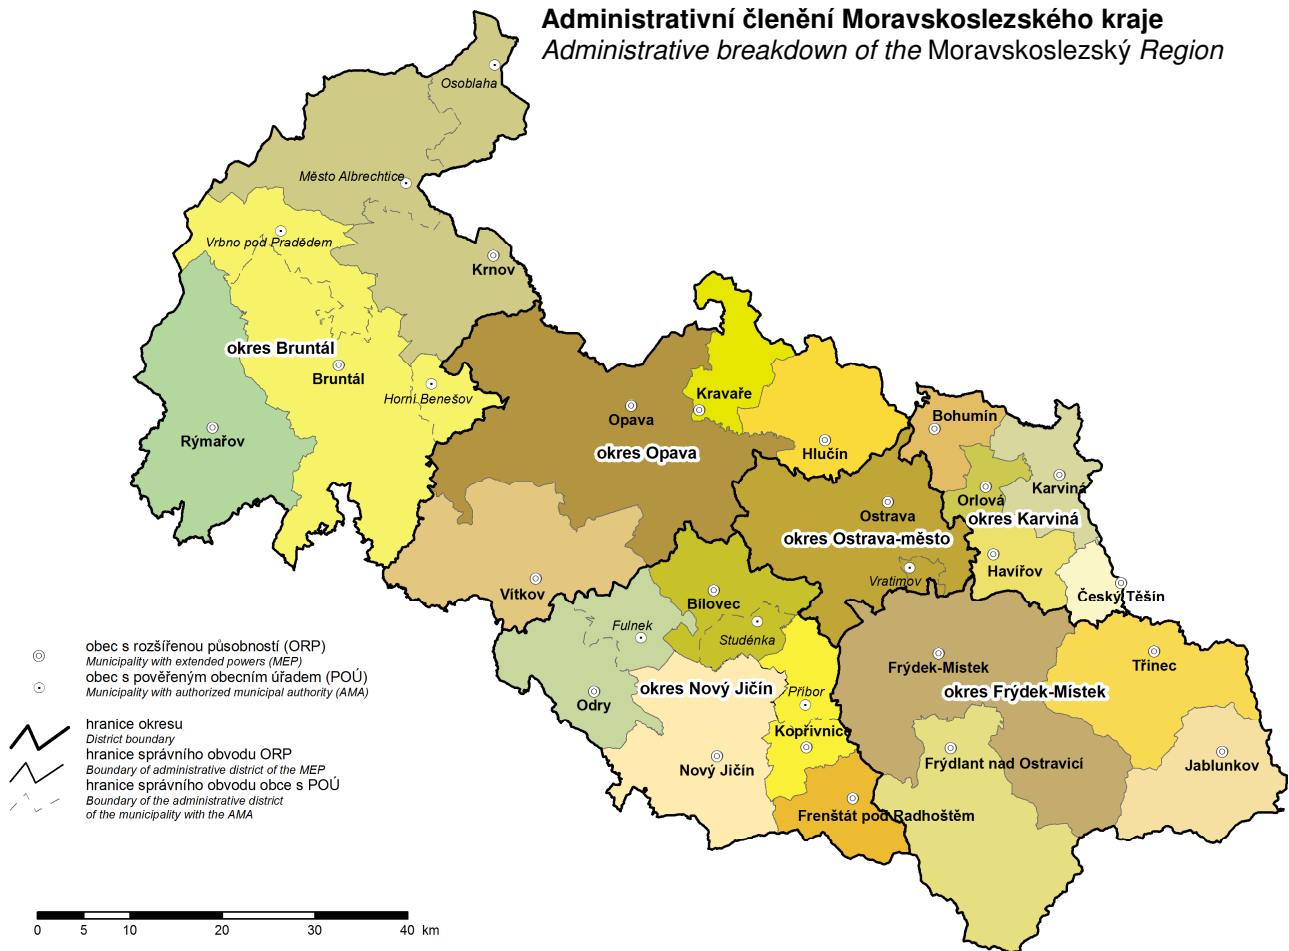 Administrativní členění Moravskoslezského kraje
Administrative breakdown of the Moravskoslezský Region
Osoblaha
Město Albrechtice
Vrbno pod Pradědem
Krnov
okres Bruntál
Bruntál
Horní Benešov
Rýmařov
Kravaře
Opava
okres Opava
Hlučín
Bohumín
Karviná
Orlová
okres Karviná
Ostrava
okres Ostrava-město
Havířov
Vratimov
Český Těšín
Vítkov
Bílovec
Fulnek
Studénka
Frýdek-Místek
Třinec
okres Nový Jičín
Příbor
okres Frýdek-Místek
Odry
Kopřivnice
Nový Jičín
Frýdlant nad Ostravicí
Jablunkov
Frenštát pod Radhoštěm
obec s rozšířenou působností (ORP)
Municipality with extended powers (MEP)
obec s pověřeným obecním úřadem (POÚ)
Municipality with authorized municipal authority (AMA)
hranice okresu
District boundary
hranice správního obvodu ORP
Boundary of administrative district of the MEP
hranice správního obvodu obce s POÚ
Boundary of the administrative district
of the municipality with the AMA
0 5 10 20 30 40 km